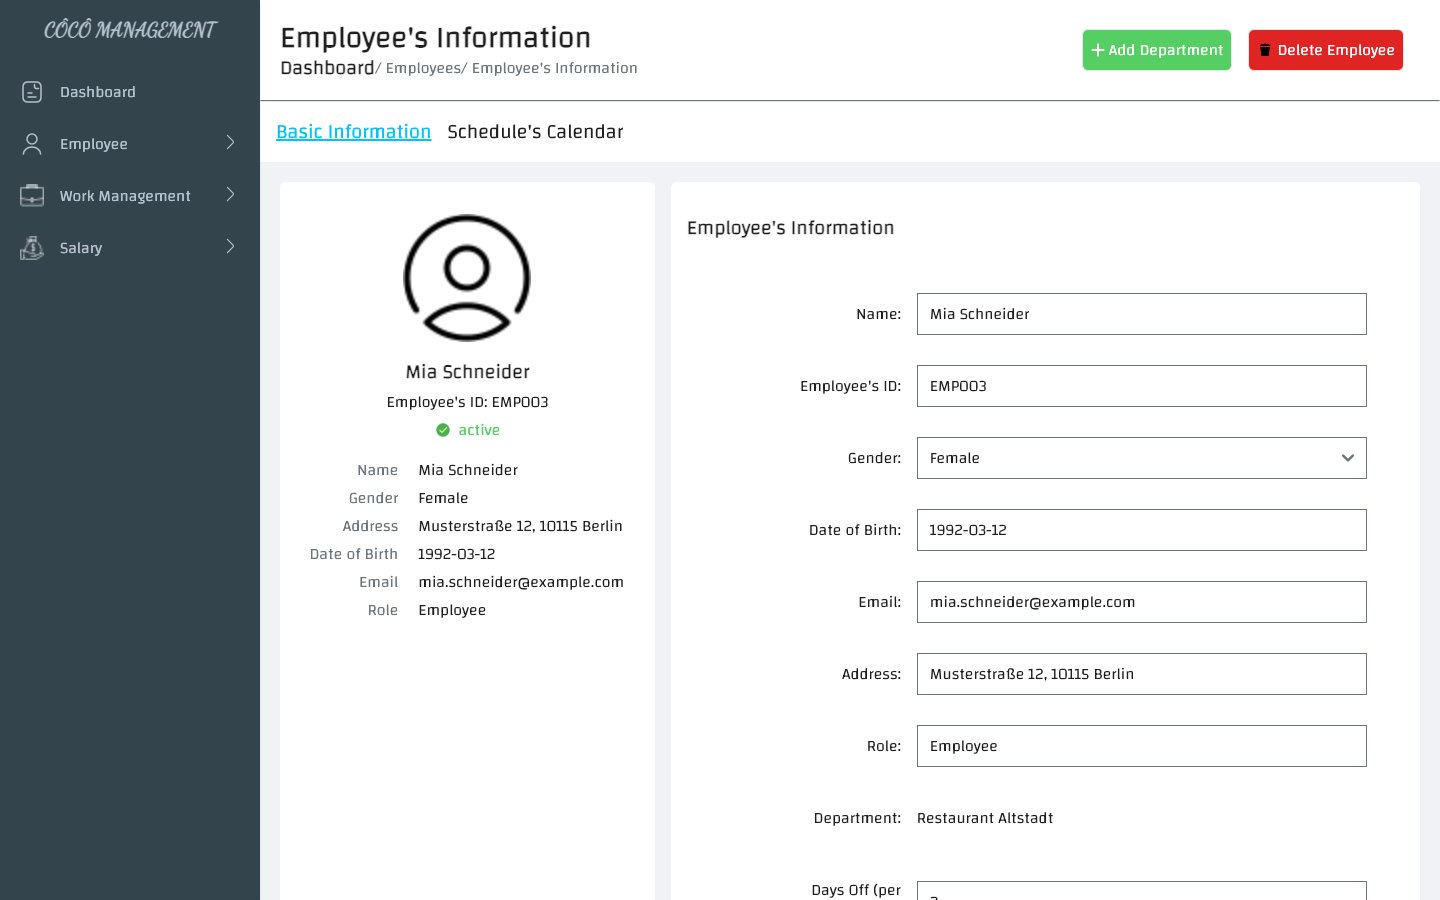 CÔCÔ MANAGEMENT
Dashboard
Employee
Work Management
Salary
Employee's Information
Dashboard/ Employees/ Employee's Information
Add Department
Delete Employee
Basic Information
Schedule's Calendar
Mia Schneider
Employee's ID: EMP003
active
Name Mia Schneider
Gender Female
Address Musterstraße 12, 10115 Berlin
Date of Birth 1992-03-12
Email mia.schneider@example.com
Role Employee
Employee's Information
Name: Mia Schneider
Employee's ID: EMP003
Gender: Female
Date of Birth: 1992-03-12
Email: mia.schneider@example.com
Address: Musterstraße 12, 10115 Berlin
Role: Employee
Department: Restaurant Altstadt
Days Off (per